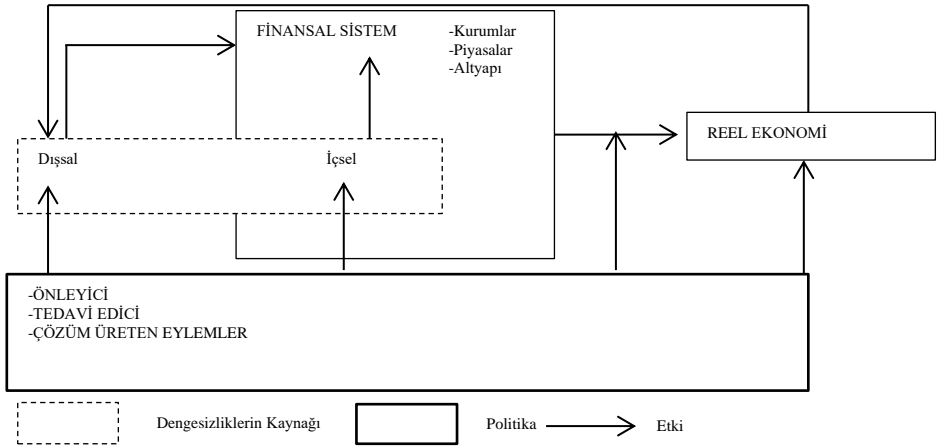 FİNANSAL SİSTEM
-Kurumlar
-Piyasalar
-Altyapı
REEL EKONOMİ
Dışsal
İçsel
-ÖNLEYİCİ
-TEDAVİ EDİCİ
-ÇÖZÜM ÜRETEN EYLEMLER
Dengesizliklerin Kaynağı
Politika
Etki